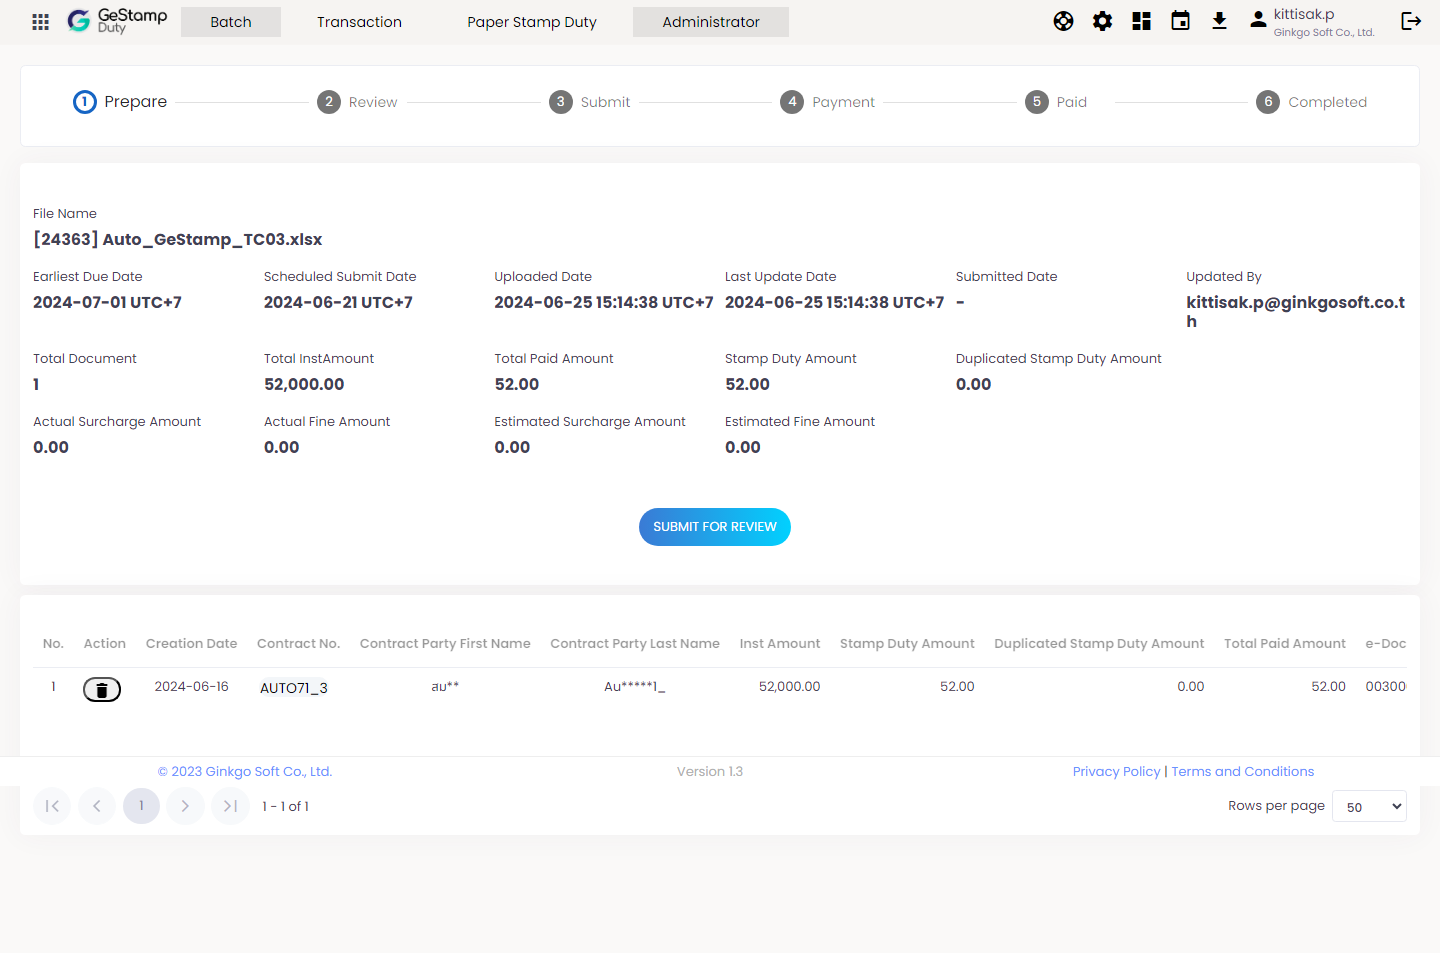 GeStamp
Duty
Batch
Transaction
Paper Stamp Duty
Administrator
kittisak.p
Ginkgo Soft Co., Ltd.
1 Prepare
2 Review
3 Submit
4 Payment
5 Paid
6 Completed
File Name
[24363] Auto_GeStamp_TC03.xlsx
Earliest Due Date
2024-07-01 UTC+7
Scheduled Submit Date
2024-06-21 UTC+7
Uploaded Date
2024-06-25 15:14:38 UTC+7
Last Update Date
2024-06-25 15:14:38 UTC+7
Submitted Date
-
Updated By
kittisak.p@ginkgosoft.co.t
h
Total Document
1
Total InstAmount
52,000.00
Total Paid Amount
52.00
Stamp Duty Amount
52.00
Duplicated Stamp Duty Amount
0.00
Actual Surcharge Amount
0.00
Actual Fine Amount
0.00
Estimated Surcharge Amount
0.00
Estimated Fine Amount
0.00
SUBMIT FOR REVIEW
No. Action Creation Date Contract No. Contract Party First Name Contract Party Last Name Inst Amount Stamp Duty Amount Duplicated Stamp Duty Amount Total Paid Amount e-Doc
1 2024-06-16 AUTO71_3 สม** Au*****1_ 52,000.00 52.00 0.00 52.00 00300
© 2023 Ginkgo Soft Co., Ltd.
Version 1.3
Privacy Policy | Terms and Conditions
1
1 - 1 of 1
Rows per page 50